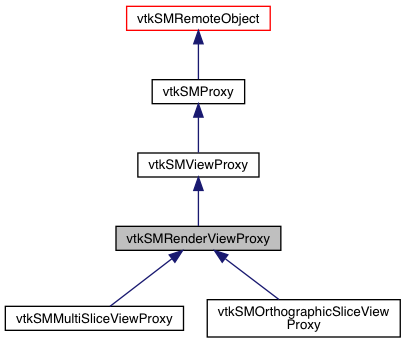 vtkSMRemoteObject
vtkSMProxy
vtkSMViewProxy
vtkSMRenderViewProxy
vtkSMMultiSliceViewProxy
vtkSMOrthographicSliceView
Proxy